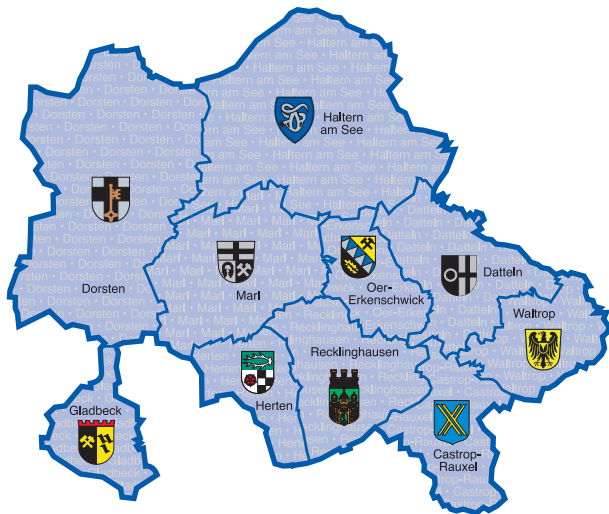 Haltern
am See
Dorsten
Marl
Oer-
Erkenschwick
Datteln
Waltrop
Recklinghausen
Herten
Gladbeck
Castrop-
Rauxel